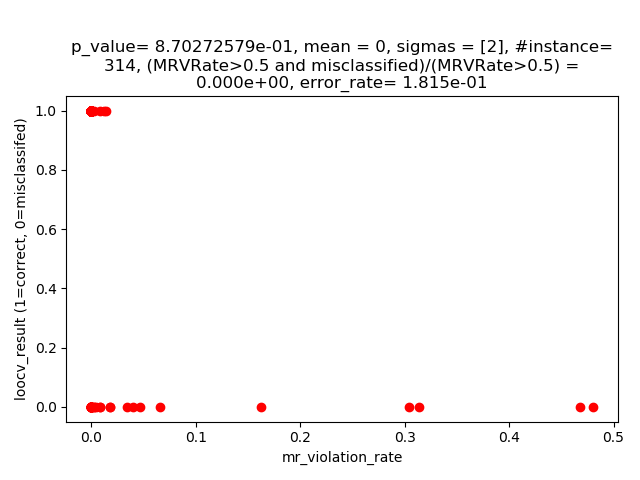 p_value= 8.70272579e-01, mean = 0, sigmas = [2], #instance=
314, (MRVRate>0.5 and misclassified)/(MRVRate>0.5) =
0.000e+00, error_rate= 1.815e-01
1.0
0.8
0.6
0.4
0.2
0.0
loocv_result (1=correct, 0=misclassifed)
0.0 0.1 0.2 0.3 0.4 0.5
mr_violation_rate